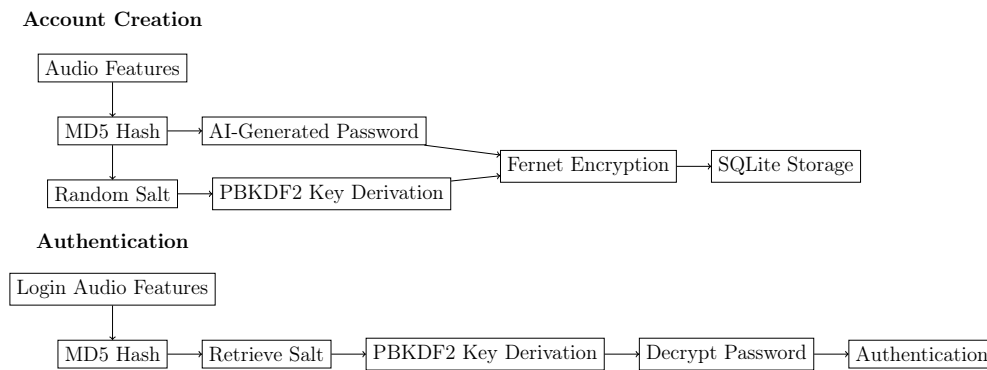 Account Creation
Audio Features
MD5 Hash
AI-Generated Password
Fernet Encryption
SQLite Storage
Random Salt
PBKDF2 Key Derivation
Authentication
Login Audio Features
MD5 Hash
Retrieve Salt
PBKDF2 Key Derivation
Decrypt Password
Authentication